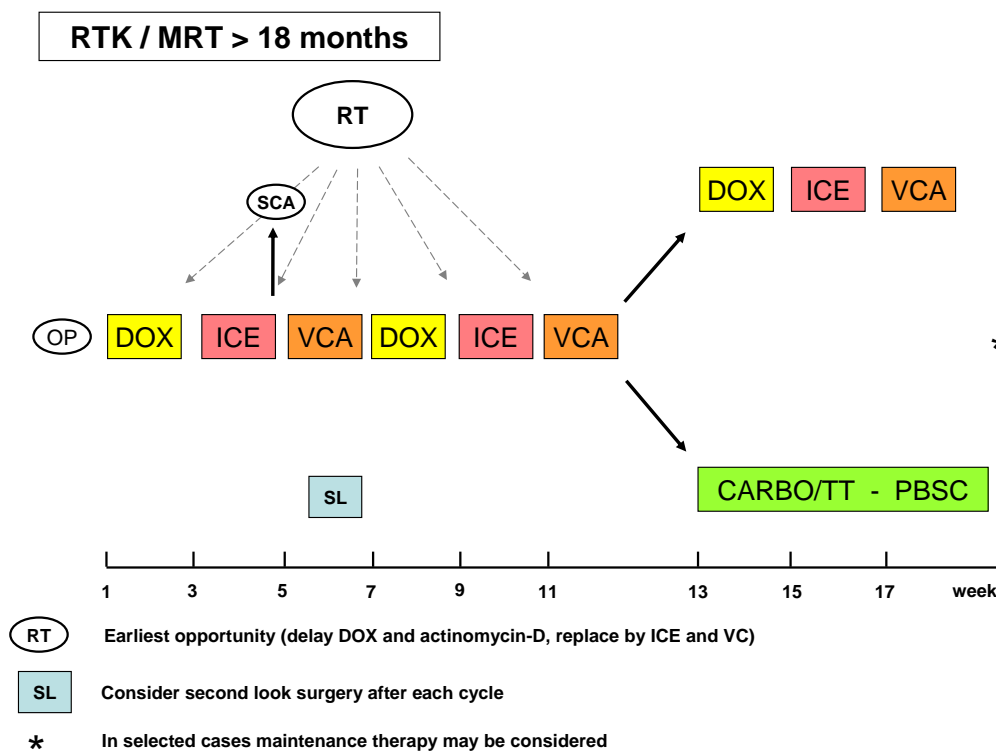 RTK / MRT > 18 months
RT
SCA
DOX ICE VCA
OP DOX ICE VCA DOX ICE VCA
*
SL
CARBO/TT - PBSC
1 3 5 7 9 11 13 15 17 week
RT Earliest opportunity (delay DOX and actinomycin-D, replace by ICE and VC)
SL Consider second look surgery after each cycle
* In selected cases maintenance therapy may be considered